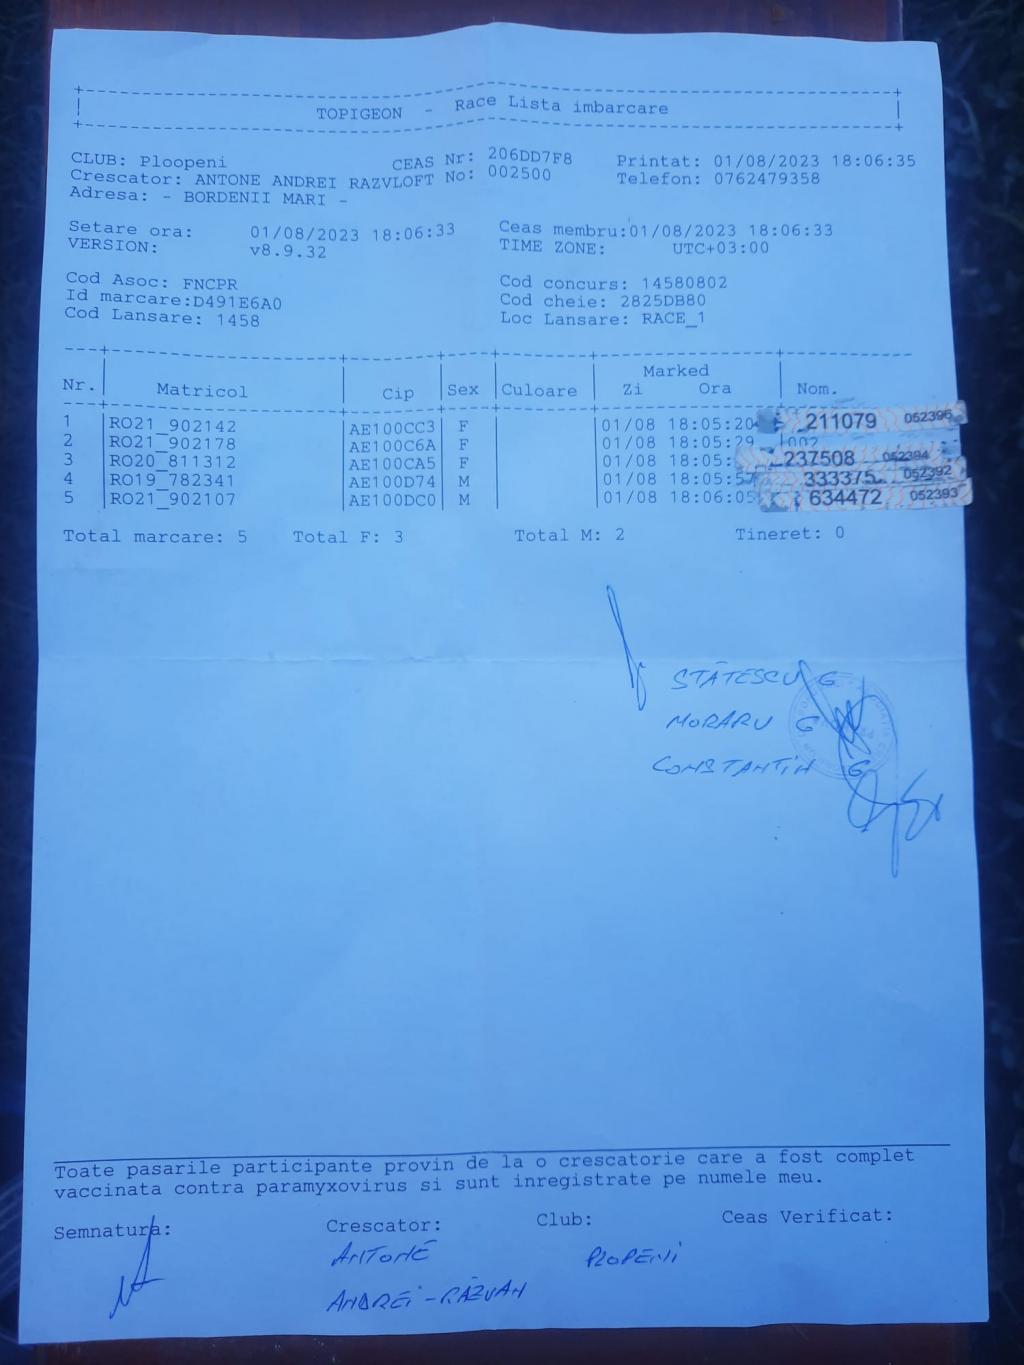 TOPIGEON - Race Lista imbarcare
CLUB: Ploopeni CEAS Nr: 206DD7F8 Printat: 01/08/2023 18:06:35
Crescator: ANTONE ANDREI RAZVLOFT No: 002500 Telefon: 0762479358
Adresa: - BORDENII MARI -
Setare ora: 01/08/2023 18:06:33 Ceas membru:01/08/2023 18:06:33
VERSION: v8.9.32 TIME ZONE: UTC+03:00
Cod Asoc: FNCPR Cod concurs: 14580802
Id marcare:D491E6A0 Cod cheie: 2825DB80
Cod Lansare: 1458 Loc Lansare: RACE_1
Marked
Nr. Matricol Cip Sex Culoare Zi Ora Nom.
1 RO21_902142 AE100CC3 F 01/08 18:05:20 211079 052396
2 RO21_902178 AE100C6A F 01/08 18:05:29 002
3 RO20_811312 AE100CA5 F 01/08 18:05: 237508 052394
4 RO19_782341 AE100D74 M 01/08 18:05:57 333375 052392
5 RO21_902107 AE100DC0 M 01/08 18:06:05 634472 052393
Total marcare: 5 Total F: 3 Total M: 2 Tineret: 0
STĂTESCU G
MORARU G
CONSTANTIN G
Toate pasarile participante provin de la o crescatorie care a fost complet
vaccinata contra paramyxovirus si sunt inregistrate pe numele meu.
Semnatura: Crescator: Club: Ceas Verificat:
ANTONE PLOPENI
ANDREI-RĂZVAN